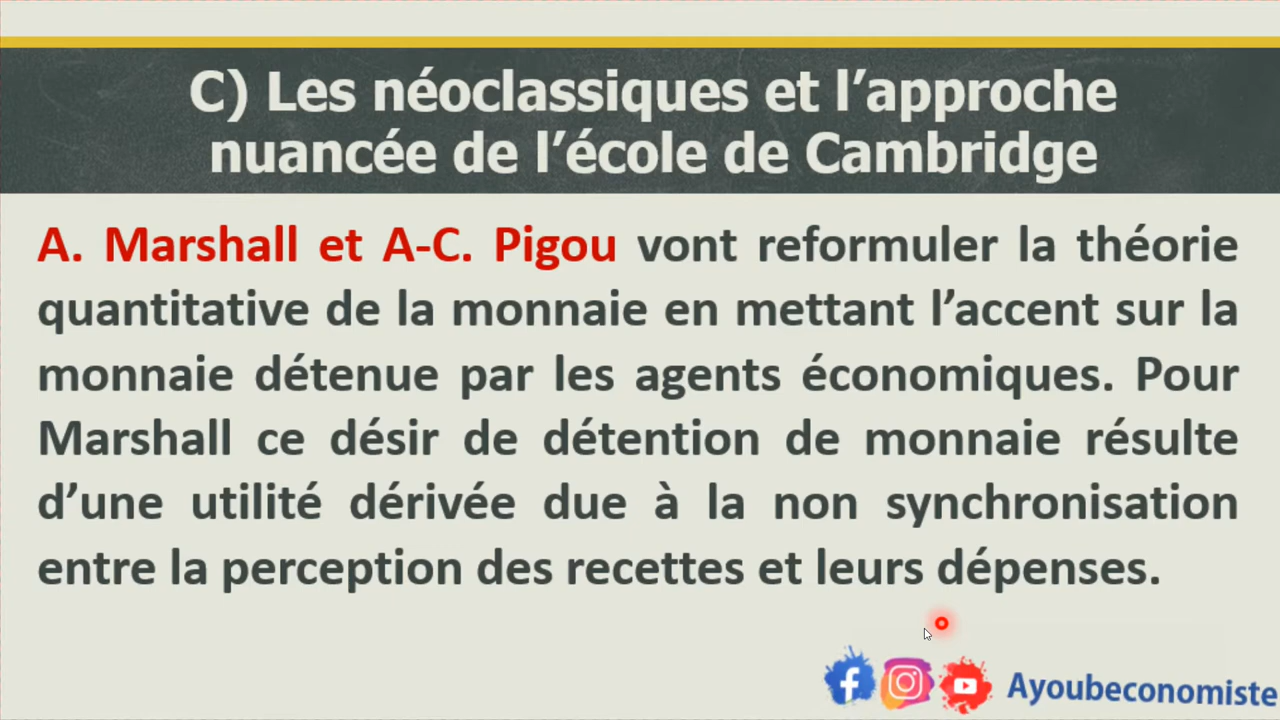 C) Les néoclassiques et l’approche
nuancée de l’école de Cambridge
A. Marshall et A-C. Pigou vont reformuler la théorie
quantitative de la monnaie en mettant l’accent sur la
monnaie détenue par les agents économiques. Pour
Marshall ce désir de détention de monnaie résulte
d’une utilité dérivée due à la non synchronisation
entre la perception des recettes et leurs dépenses.
Ayoubeconomiste